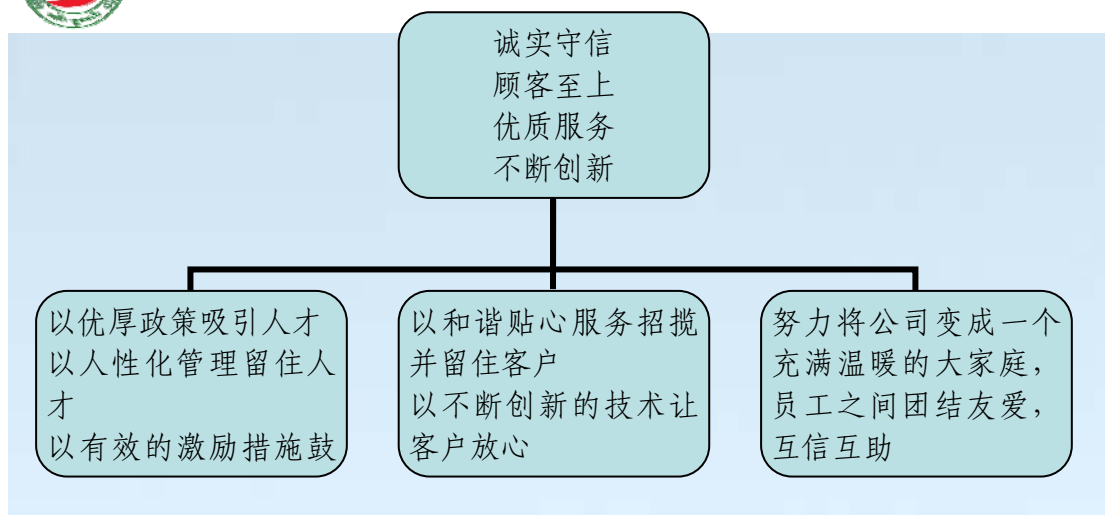 诚实守信
顾客至上
优质服务
不断创新
以优厚政策吸引人才
以人性化管理留住人
才
以有效的激励措施鼓
以和谐贴心服务招揽
并留住客户
以不断创新的技术让
客户放心
努力将公司变成一个
充满温暖的大家庭，
员工之间团结友爱，
互信互助